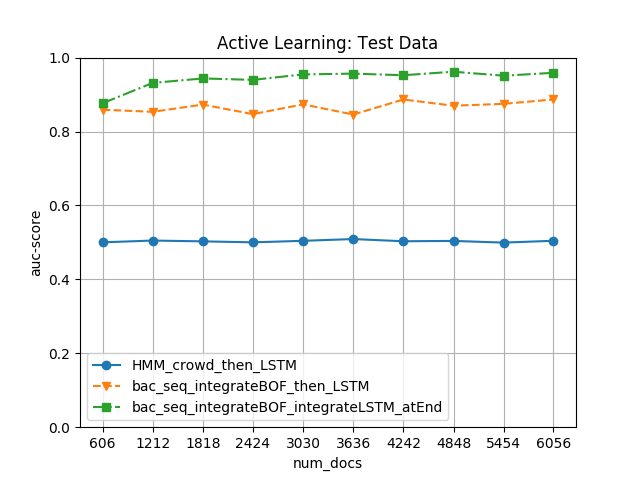 Active Learning: Test Data
1.0
0.8
0.6
0.4
0.2
0.0
auc-score
HMM_crowd_then_LSTM
bac_seq_integrateBOF_then_LSTM
bac_seq_integrateBOF_integrateLSTM_atEnd
606 1212 1818 2424 3030 3636 4242 4848 5454 6056
num_docs